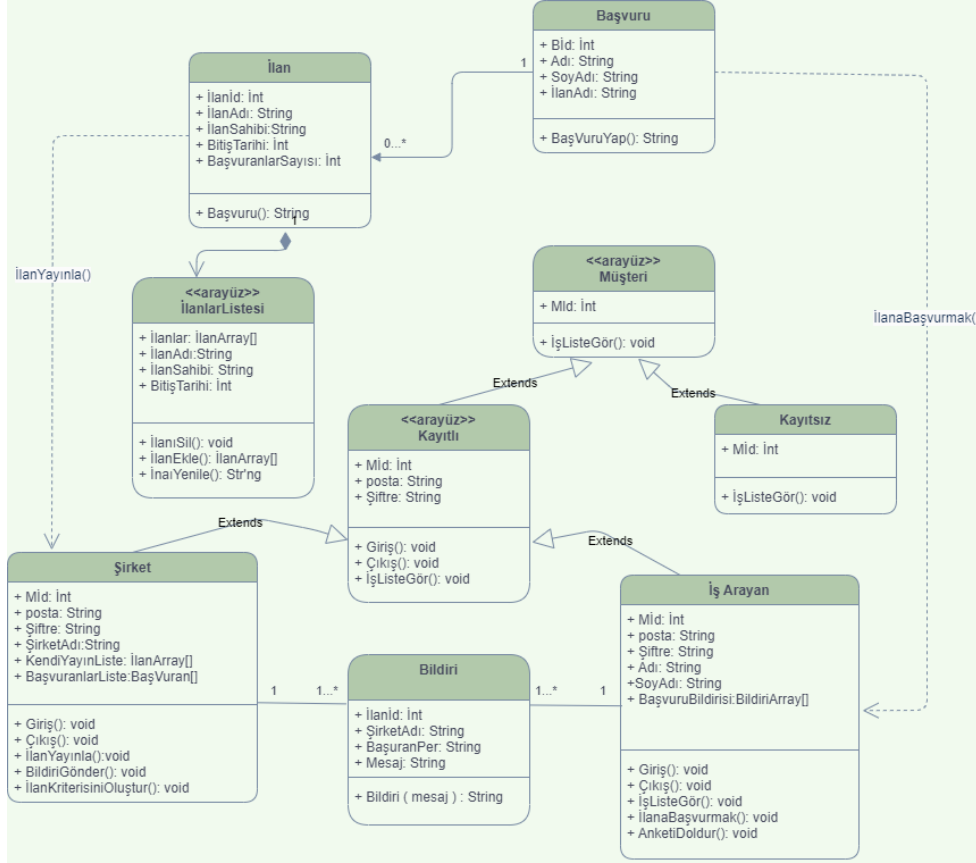 Başvuru
+ Bİd: İnt
+ Adı: String
+ SoyAdı: String
+ İlanAdı: String
+ BaşVuruYap(): String
İlan
+ İlanİd: İnt
+ İlanAdı: String
+ İlanSahibi:String
+ BitişTarihi: İnt
+ BaşvuranlarSayısı: İnt
+ Başvuru(): String
1
0...*
1
İlanYayınla()
İlanaBaşvurmak(
<<arayüz>>
İlanlarListesi
+ İlanlar: İlanArray[]
+ İlanAdı:String
+ İlanSahibi: String
+ BitişTarihi: İnt
+ İlanıSil(): void
+ İlanEkle(): İlanArray[]
+ İnaıYenile(): Str'ng
<<arayüz>>
Müşteri
+ MId: İnt
+ İşListeGör(): void
Extends
Extends
<<arayüz>>
Kayıtlı
+ Mİd: İnt
+ posta: String
+ Şiftre: String
+ Giriş(): void
+ Çıkış(): void
+ İşListeGör(): void
Kayıtsız
+ Mİd: İnt
+ İşListeGör(): void
Extends
Extends
Şirket
+ Mİd: İnt
+ posta: String
+ Şiftre: String
+ ŞirketAdı:String
+ KendiYayınListe: İlanArray[]
+ BaşvuranlarListe:BaşVuran[]
+ Giriş(): void
+ Çıkış(): void
+ İlanYayınla():void
+ BildiriGönder(): void
+ İlanKriterisiniOluştur(): void
1
1...*
Bildiri
+ İlanİd: İnt
+ ŞirketAdı: String
+ BaşuranPer: String
+ Mesaj: String
+ Bildiri ( mesaj ) : String
1...*
1
İş Arayan
+ Mİd: İnt
+ posta: String
+ Şiftre: String
+ Adı: String
+SoyAdı: String
+ BaşvuruBildirisi:BildiriArray[]
+ Giriş(): void
+ Çıkış(): void
+ İşListeGör(): void
+ İlanaBaşvurmak(): void
+ AnketiDoldur(): void